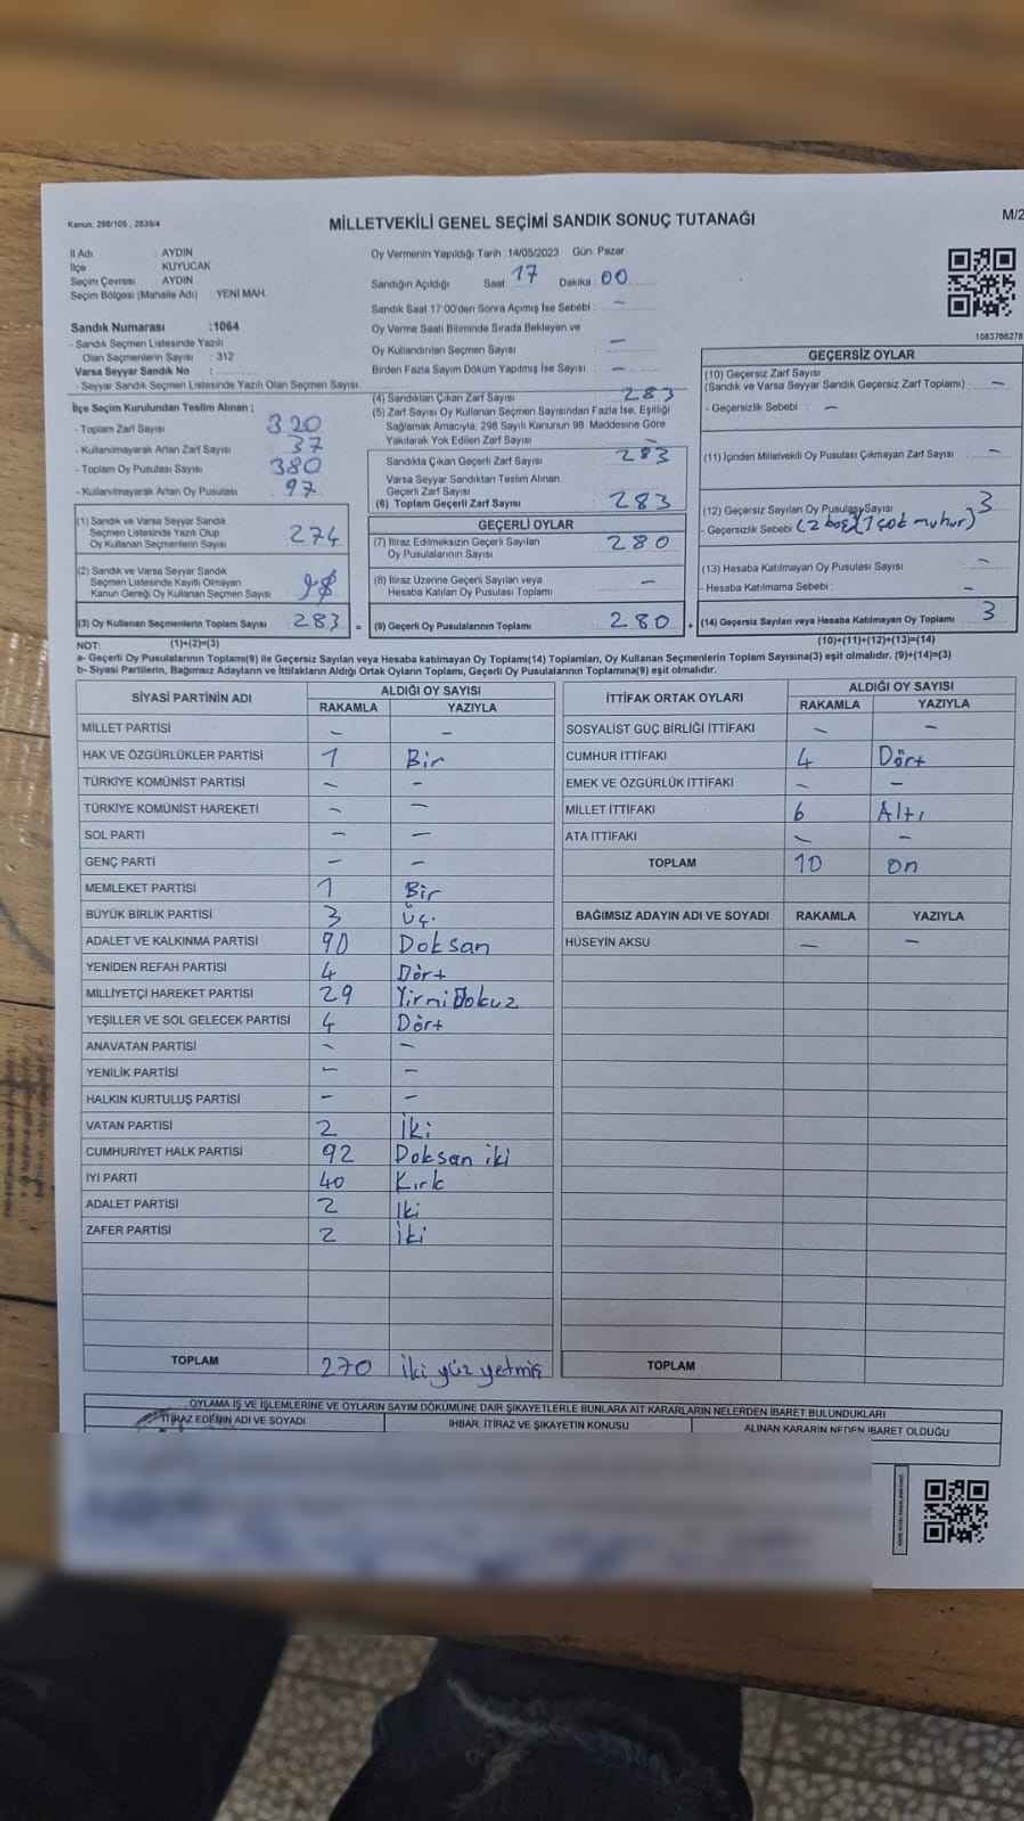 Kanun: 298/105 , 2839/4
MİLLETVEKİLİ GENEL SEÇİMİ SANDIK SONUÇ TUTANAĞI
M/2
İl Adı : AYDIN
İlçe : KUYUCAK
Seçim Çevresi : AYDIN
Seçim Bölgesi (Mahalle Adı) : YENİ MAH.
Sandık Numarası :1064
- Sandık Seçmen Listesinde Yazılı
Olan Seçmenlerin Sayısı : 312
Varsa Seyyar Sandık No :
- Seyyar Sandık Seçmen Listesinde Yazılı Olan Seçmen Sayısı:
Oy Vermenin Yapıldığı Tarih :14/05/2023 Gün: Pazar
Sandığın Açıldığı Saat 17 Dakika 00
Sandık Saat 17:00'den Sonra Açılmış İse Sebebi : -
Oy Verme Saati Bitiminde Sırada Bekleyen ve
Oy Kullandırılan Seçmen Sayısı -
Birden Fazla Sayım Döküm Yapılmış İse Sayısı -
İlçe Seçim Kurulundan Teslim Alınan ;
- Toplam Zarf Sayısı 320
- Kullanılmayarak Artan Zarf Sayısı 37
- Toplam Oy Pusulası Sayısı 380
- Kullanılmayarak Artan Oy Pusulası 97
(1) Sandık ve Varsa Seyyar Sandık
Seçmen Listesinde Yazılı Olup
Oy Kullanan Seçmenlerin Sayısı 274
(2) Sandık ve Varsa Seyyar Sandık
Seçmen Listesinde Kayıtlı Olmayan
Kanun Gereği Oy Kullanan Seçmen Sayısı
(3) Oy Kullanan Seçmenlerin Toplam Sayısı 283 =
(1)+(2)=(3)
(4) Sandıktan Çıkan Zarf Sayısı 283
(5) Zarf Sayısı Oy Kullanan Seçmen Sayısından Fazla İse, Eşitliği
Sağlamak Amacıyla, 298 Sayılı Kanunun 98. Maddesine Göre
Yakılarak Yok Edilen Zarf Sayısı -
Sandıkta Çıkan Geçerli Zarf Sayısı 283
Varsa Seyyar Sandıktan Teslim Alınan
Geçerli Zarf Sayısı
(6) Toplam Geçerli Zarf Sayısı 283
GEÇERLİ OYLAR
(7) İtiraz Edilmeksizin Geçerli Sayılan
Oy Pusulalarının Sayısı 280
(8) İtiraz Üzerine Geçerli Sayılan veya
Hesaba Katılan Oy Pusulası Toplamı -
(9) Geçerli Oy Pusulalarının Toplamı 280 +
1083706278
GEÇERSİZ OYLAR
(10) Geçersiz Zarf Sayısı
(Sandık ve Varsa Seyyar Sandık Geçersiz Zarf Toplamı) -
- Geçersizlik Sebebi : -
(11) İçinden Milletvekili Oy Pusulası Çıkmayan Zarf Sayısı -
(12) Geçersiz Sayılan Oy Pusulası Sayısı 3
- Geçersizlik Sebebi : (2 boş) (1 çok mühür)
(13) Hesaba Katılmayan Oy Pusulası Sayısı -
- Hesaba Katılmama Sebebi : -
(14) Geçersiz Sayılan veya Hesaba Katılmayan Oy Toplamı 3
(10)+(11)+(12)+(13)=(14)
NOT:
a- Geçerli Oy Pusulalarının Toplamı(9) ile Geçersiz Sayılan veya Hesaba katılmayan Oy Toplamı(14) Toplamları, Oy Kullanan Seçmenlerin Toplam Sayısına(3) eşit olmalıdır. (9)+(14)=(3)
b- Siyasi Partilerin, Bağımsız Adayların ve İttifakların Aldığı Ortak Oyların Toplamı, Geçerli Oy Pusulalarının Toplamına(9) eşit olmalıdır.
SİYASİ PARTİNİN ADI ALDIĞI OY SAYISI
RAKAMLA YAZIYLA
MİLLET PARTİSİ - -
HAK VE ÖZGÜRLÜKLER PARTİSİ 1 Bir
TÜRKİYE KOMÜNİST PARTİSİ - -
TÜRKİYE KOMÜNİST HAREKETİ - -
SOL PARTİ - -
GENÇ PARTİ - -
MEMLEKET PARTİSİ 1 Bir
BÜYÜK BİRLİK PARTİSİ 3 Üç.
ADALET VE KALKINMA PARTİSİ 90 Doksan
YENİDEN REFAH PARTİSİ 4 Dört
MİLLİYETÇİ HAREKET PARTİSİ 29 YirmiDokuz
YEŞİLLER VE SOL GELECEK PARTİSİ 4 Dört
ANAVATAN PARTİSİ - -
YENİLİK PARTİSİ - -
HALKIN KURTULUŞ PARTİSİ - -
VATAN PARTİSİ 2 İki
CUMHURİYET HALK PARTİSİ 92 Doksan iki
İYİ PARTİ 40 Kırk
ADALET PARTİSİ 2 İki
ZAFER PARTİSİ 2 İki
TOPLAM 270 iki yüz yetmiş
İTTİFAK ORTAK OYLARI ALDIĞI OY SAYISI
RAKAMLA YAZIYLA
SOSYALİST GÜÇ BİRLİĞİ İTTİFAKI - -
CUMHUR İTTİFAKI 4 Dört
EMEK VE ÖZGÜRLÜK İTTİFAKI - -
MİLLET İTTİFAKI 6 Altı
ATA İTTİFAKI - -
TOPLAM 10 On
BAĞIMSIZ ADAYIN ADI VE SOYADI RAKAMLA YAZIYLA
HÜSEYİN AKSU - -
TOPLAM
OYLAMA İŞ VE İŞLEMLERİNE VE OYLARIN SAYIM DÖKÜMÜNE DAİR ŞİKAYETLERLE BUNLARA AİT KARARLARIN NELERDEN İBARET BULUNDUKLARI
İTİRAZ EDENİN ADI VE SOYADI
İHBAR, İTİRAZ VE ŞİKAYETİN KONUSU
ALINAN KARARIN NEDEN İBARET OLDUĞU